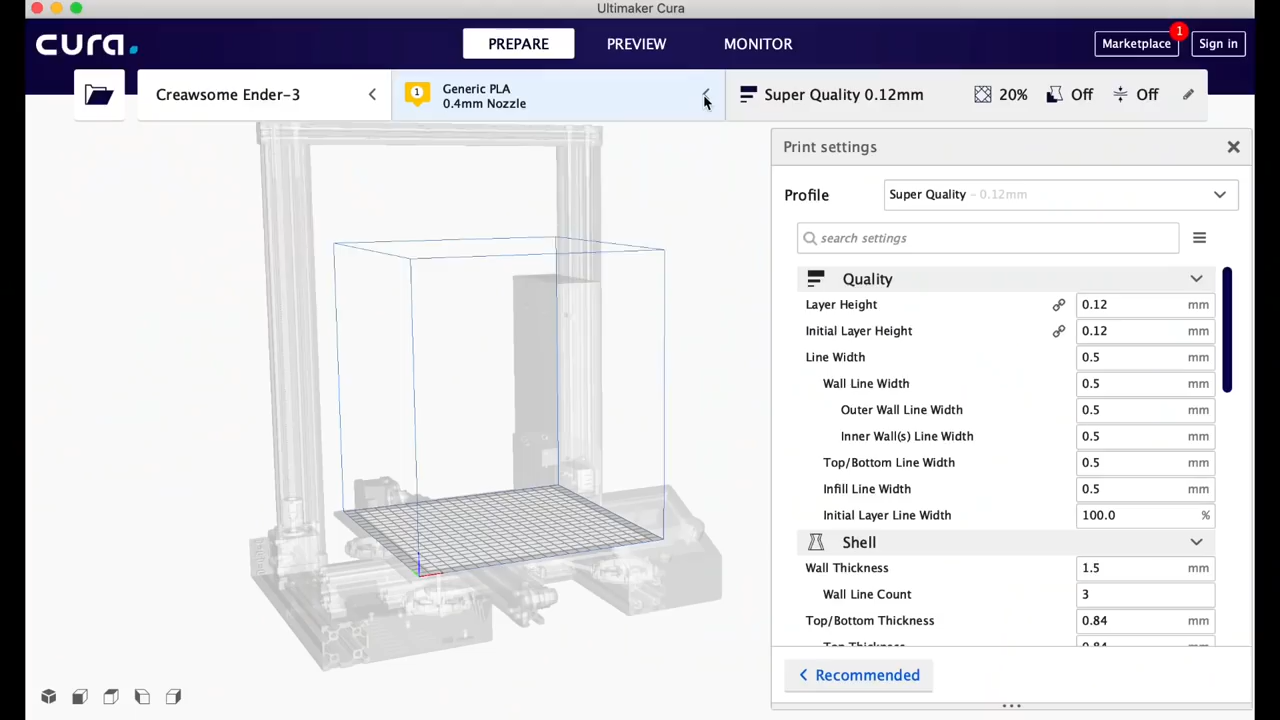 Ultimaker Cura
cura.
PREPARE
PREVIEW
MONITOR
Marketplace
1
Sign in
Creawsome Ender-3
1
Generic PLA
0.4mm Nozzle
Super Quality 0.12mm
20%
Off
Off
Print settings
Profile
Super Quality - 0.12mm
search settings
Quality
Layer Height 0.12 mm
Initial Layer Height 0.12 mm
Line Width 0.5 mm
Wall Line Width 0.5 mm
Outer Wall Line Width 0.5 mm
Inner Wall(s) Line Width 0.5 mm
Top/Bottom Line Width 0.5 mm
Infill Line Width 0.5 mm
Initial Layer Line Width 100.0 %
Shell
Wall Thickness 1.5 mm
Wall Line Count 3
Top/Bottom Thickness 0.84 mm
Top Thickness 0.84 mm
Recommended